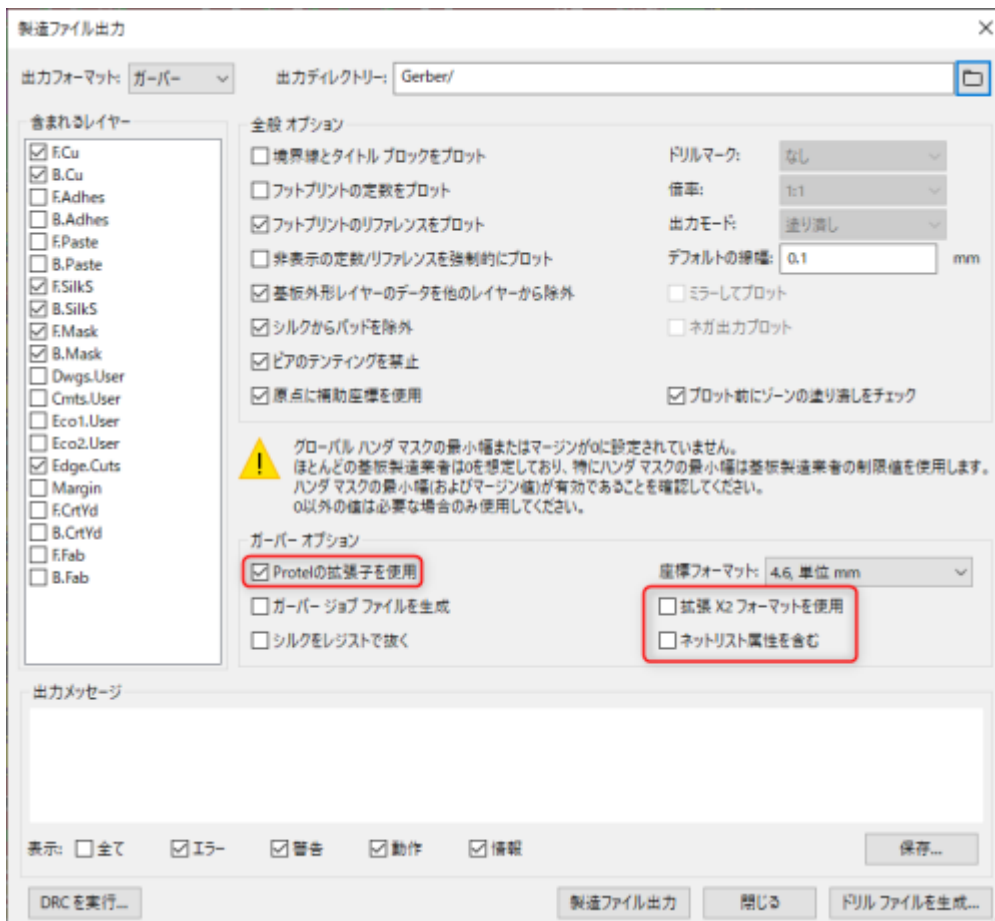 製造ファイル出力
出力フォーマット: ガーバー
出力ディレクトリー: Gerber/
含まれるレイヤー
F.Cu
B.Cu
F.Adhes
B.Adhes
F.Paste
B.Paste
F.SilkS
B.SilkS
F.Mask
B.Mask
Dwgs.User
Cmts.User
Eco1.User
Eco2.User
Edge.Cuts
Margin
F.CrtYd
B.CrtYd
F.Fab
B.Fab
全般 オプション
境界線とタイトル ブロックをプロット
フットプリントの定数をプロット
フットプリントのリファレンスをプロット
非表示の定数/リファレンスを強制的にプロット
基板外形レイヤーのデータを他のレイヤーから除外
シルクからパッドを除外
ビアのテンティングを禁止
原点に補助座標を使用
ドリルマーク: なし
倍率: 1:1
出力モード: 塗り潰し
デフォルトの線幅: 0.1 mm
ミラーしてプロット
ネガ出力プロット
プロット前にゾーンの塗り潰しをチェック
グローバル ハンダ マスクの最小幅またはマージンが0に設定されていません。
ほとんどの基板製造業者は0を想定しており、特にハンダ マスクの最小幅は基板製造業者の制限値を使用します。
ハンダ マスクの最小幅(およびマージン値)が有効であることを確認してください。
0以外の値は必要な場合のみ使用してください。
ガーバー オプション
Protelの拡張子を使用
ガーバー ジョブ ファイルを生成
シルクをレジストで抜く
座標フォーマット: 4.6, 単位 mm
拡張 X2 フォーマットを使用
ネットリスト属性を含む
出力メッセージ
表示: 全て エラー 警告 動作 情報
保存...
DRC を実行... 製造ファイル出力 閉じる ドリル ファイルを生成...